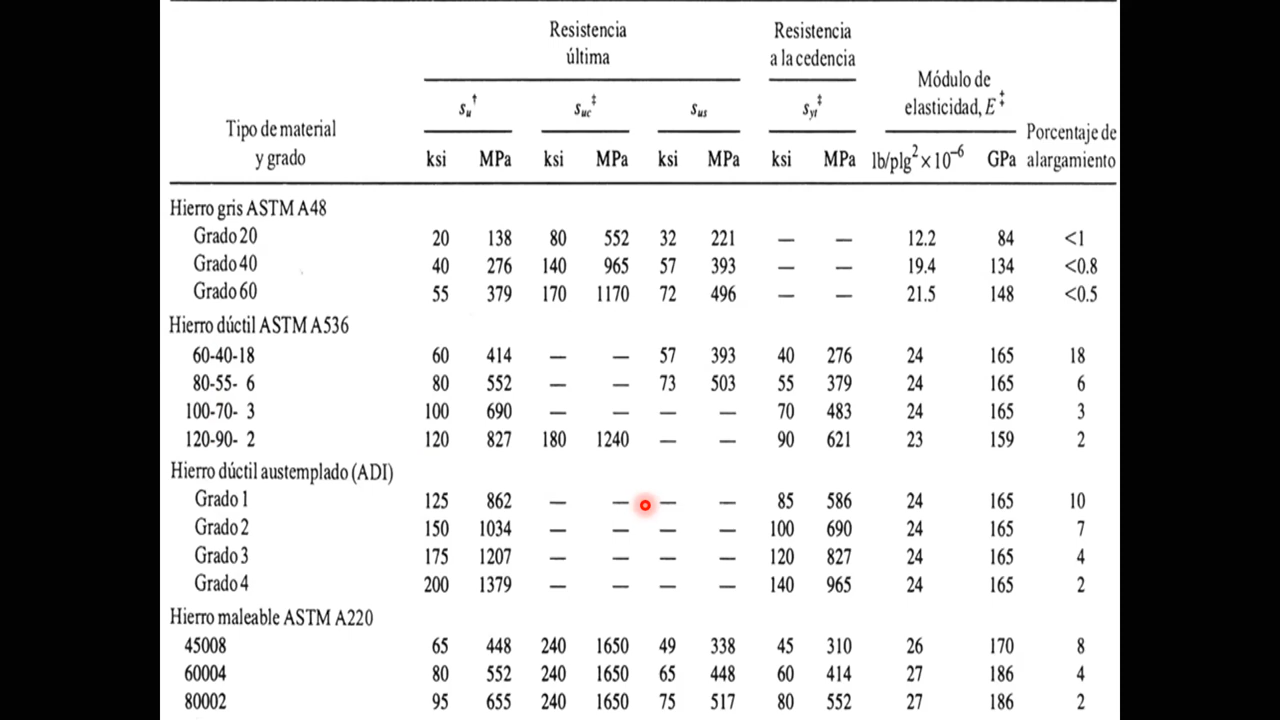 Resistencia última
Resistencia a la cedencia
Módulo de elasticidad, E‡
Tipo de material y grado
su†
suc‡
sus
syt‡
Porcentaje de alargamiento
ksi MPa ksi MPa ksi MPa ksi MPa lb/plg²×10⁻⁶ GPa
Hierro gris ASTM A48
Grado 20 20 138 80 552 32 221 — — 12.2 84 <1
Grado 40 40 276 140 965 57 393 — — 19.4 134 <0.8
Grado 60 55 379 170 1170 72 496 — — 21.5 148 <0.5
Hierro dúctil ASTM A536
60-40-18 60 414 — — 57 393 40 276 24 165 18
80-55- 6 80 552 — — 73 503 55 379 24 165 6
100-70- 3 100 690 — — — — 70 483 24 165 3
120-90- 2 120 827 180 1240 — — 90 621 23 159 2
Hierro dúctil austemplado (ADI)
Grado 1 125 862 — — — — 85 586 24 165 10
Grado 2 150 1034 — — — — 100 690 24 165 7
Grado 3 175 1207 — — — — 120 827 24 165 4
Grado 4 200 1379 — — — — 140 965 24 165 2
Hierro maleable ASTM A220
45008 65 448 240 1650 49 338 45 310 26 170 8
60004 80 552 240 1650 65 448 60 414 27 186 4
80002 95 655 240 1650 75 517 80 552 27 186 2